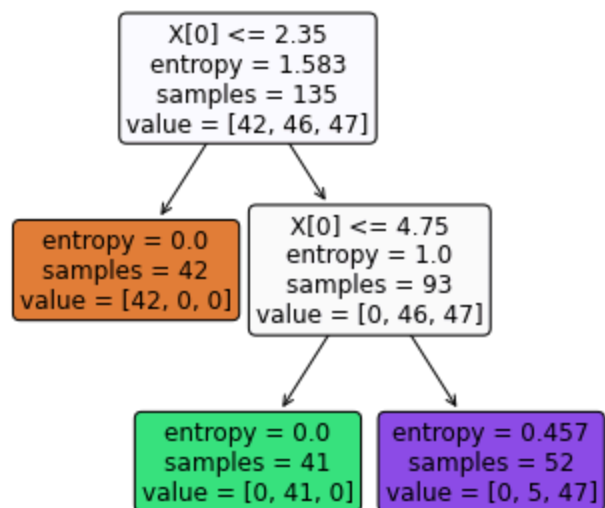 X[0] <= 2.35
entropy = 1.583
samples = 135
value = [42, 46, 47]
entropy = 0.0
samples = 42
value = [42, 0, 0]
X[0] <= 4.75
entropy = 1.0
samples = 93
value = [0, 46, 47]
entropy = 0.0
samples = 41
value = [0, 41, 0]
entropy = 0.457
samples = 52
value = [0, 5, 47]